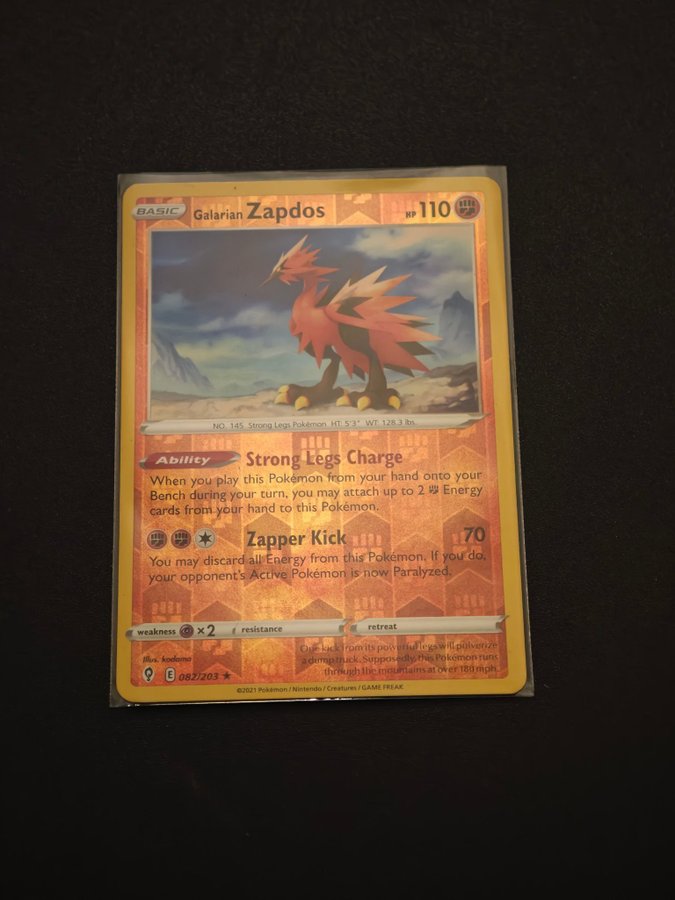 BASIC Galarian Zapdos HP 110
NO. 145 Strong Legs Pokémon HT: 5'3" WT: 128.3 lbs.
Ability Strong Legs Charge
When you play this Pokémon from your hand onto your
Bench during your turn, you may attach up to 2 Energy
cards from your hand to this Pokémon.
Zapper Kick 70
You may discard all Energy from this Pokémon. If you do,
your opponent's Active Pokémon is now Paralyzed.
weakness ×2 resistance retreat
Illus. kodama
One kick from its powerful legs will pulverize
a dump truck. Supposedly, this Pokémon runs
through the mountains at over 180 mph.
E 082/203 ★
©2021 Pokémon / Nintendo / Creatures / GAME FREAK